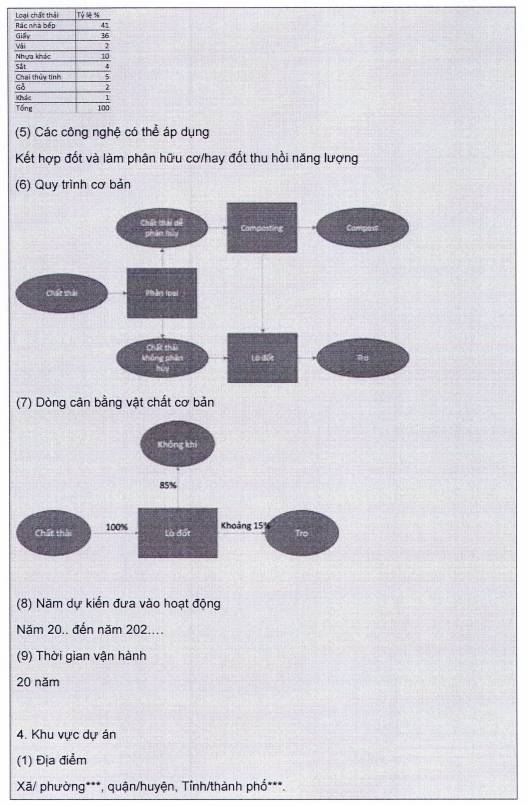 Loại chất thải Tỷ lệ %
Rác nhà bếp 41
Giấy 36
Vải 2
Nhựa khác 10
Sắt 4
Chai thủy tinh 5
Gỗ 2
Khác 1
Tổng 100
(5) Các công nghệ có thể áp dụng
Kết hợp đốt và làm phân hữu cơ/hay đốt thu hồi năng lượng
(6) Quy trình cơ bản
Chất thải dễ
phân hủy
Composting
Compost
Chất thải
Phân loại
Chất thải
không phân
hủy
Lò đốt
Tro
(7) Dòng cân bằng vật chất cơ bản
Không khí
85%
Chất thải
100%
Lò đốt
Khoảng 15%
Tro
(8) Năm dự kiến đưa vào hoạt động
Năm 20.. đến năm 202....
(9) Thời gian vận hành
20 năm
4. Khu vực dự án
(1) Địa điểm
Xã/ phường***, quận/huyện, Tỉnh/thành phố***.